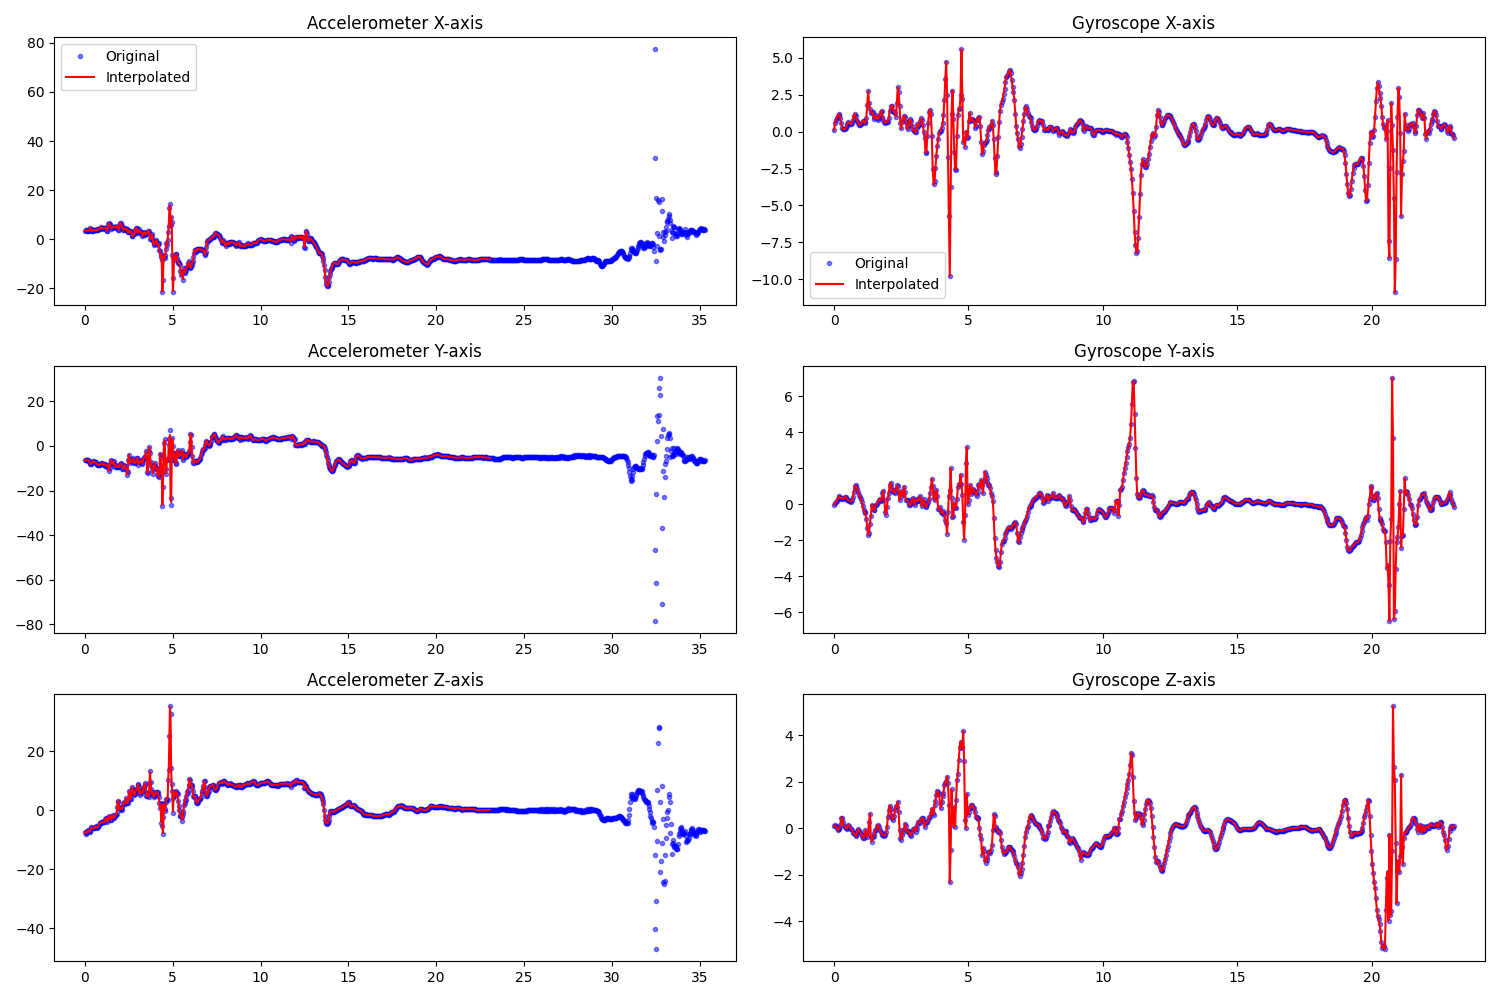 Accelerometer X-axis
80
60
40
20
0
−20
Original
Interpolated
0 5 10 15 20 25 30 35
Gyroscope X-axis
5.0
2.5
0.0
−2.5
−5.0
−7.5
−10.0
Original
Interpolated
0 5 10 15 20
Accelerometer Y-axis
20
0
−20
−40
−60
−80
0 5 10 15 20 25 30 35
Gyroscope Y-axis
6
4
2
0
−2
−4
−6
0 5 10 15 20
Accelerometer Z-axis
20
0
−20
−40
0 5 10 15 20 25 30 35
Gyroscope Z-axis
4
2
0
−2
−4
0 5 10 15 20